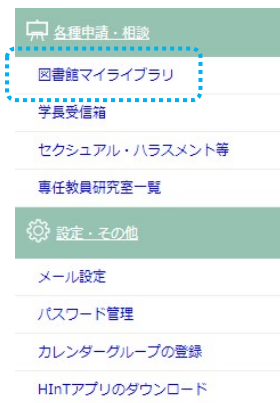 各種申請・相談
図書館マイライブラリ
学長受信箱
セクシュアル・ハラスメント等
専任教員研究室一覧
設定・その他
メール設定
パスワード管理
カレンダーグループの登録
HInTアプリのダウンロード